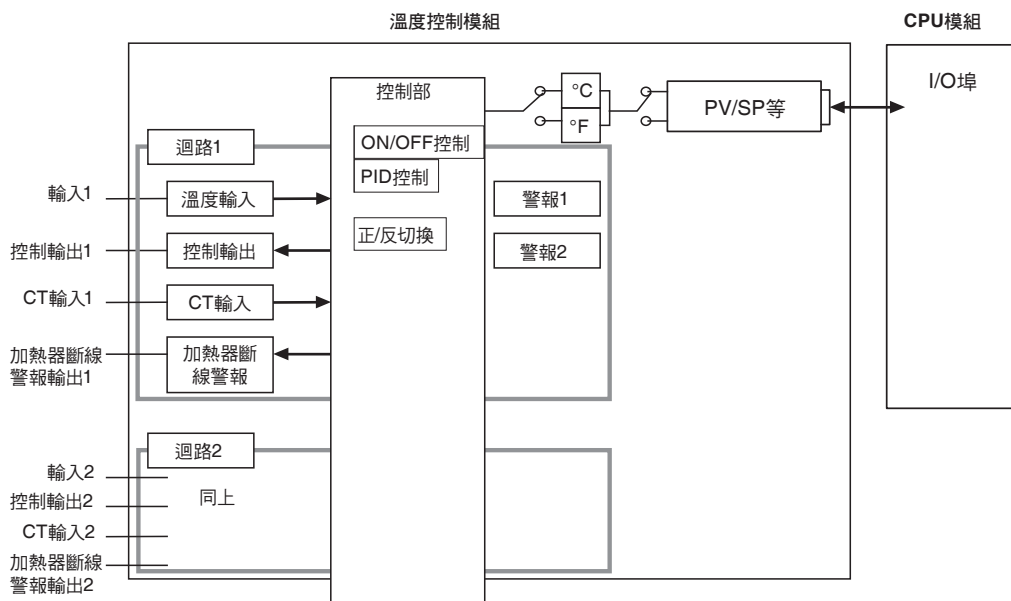 溫度控制模組
CPU模組
控制部
°C
°F
PV/SP等
I/O埠
ON/OFF控制
PID控制
正/反切換
迴路1
輸入1
溫度輸入
警報1
控制輸出1
控制輸出
警報2
CT輸入1
CT輸入
加熱器斷線
警報輸出1
加熱器斷
線警報
迴路2
輸入2
控制輸出2
同上
CT輸入2
加熱器斷線
警報輸出2